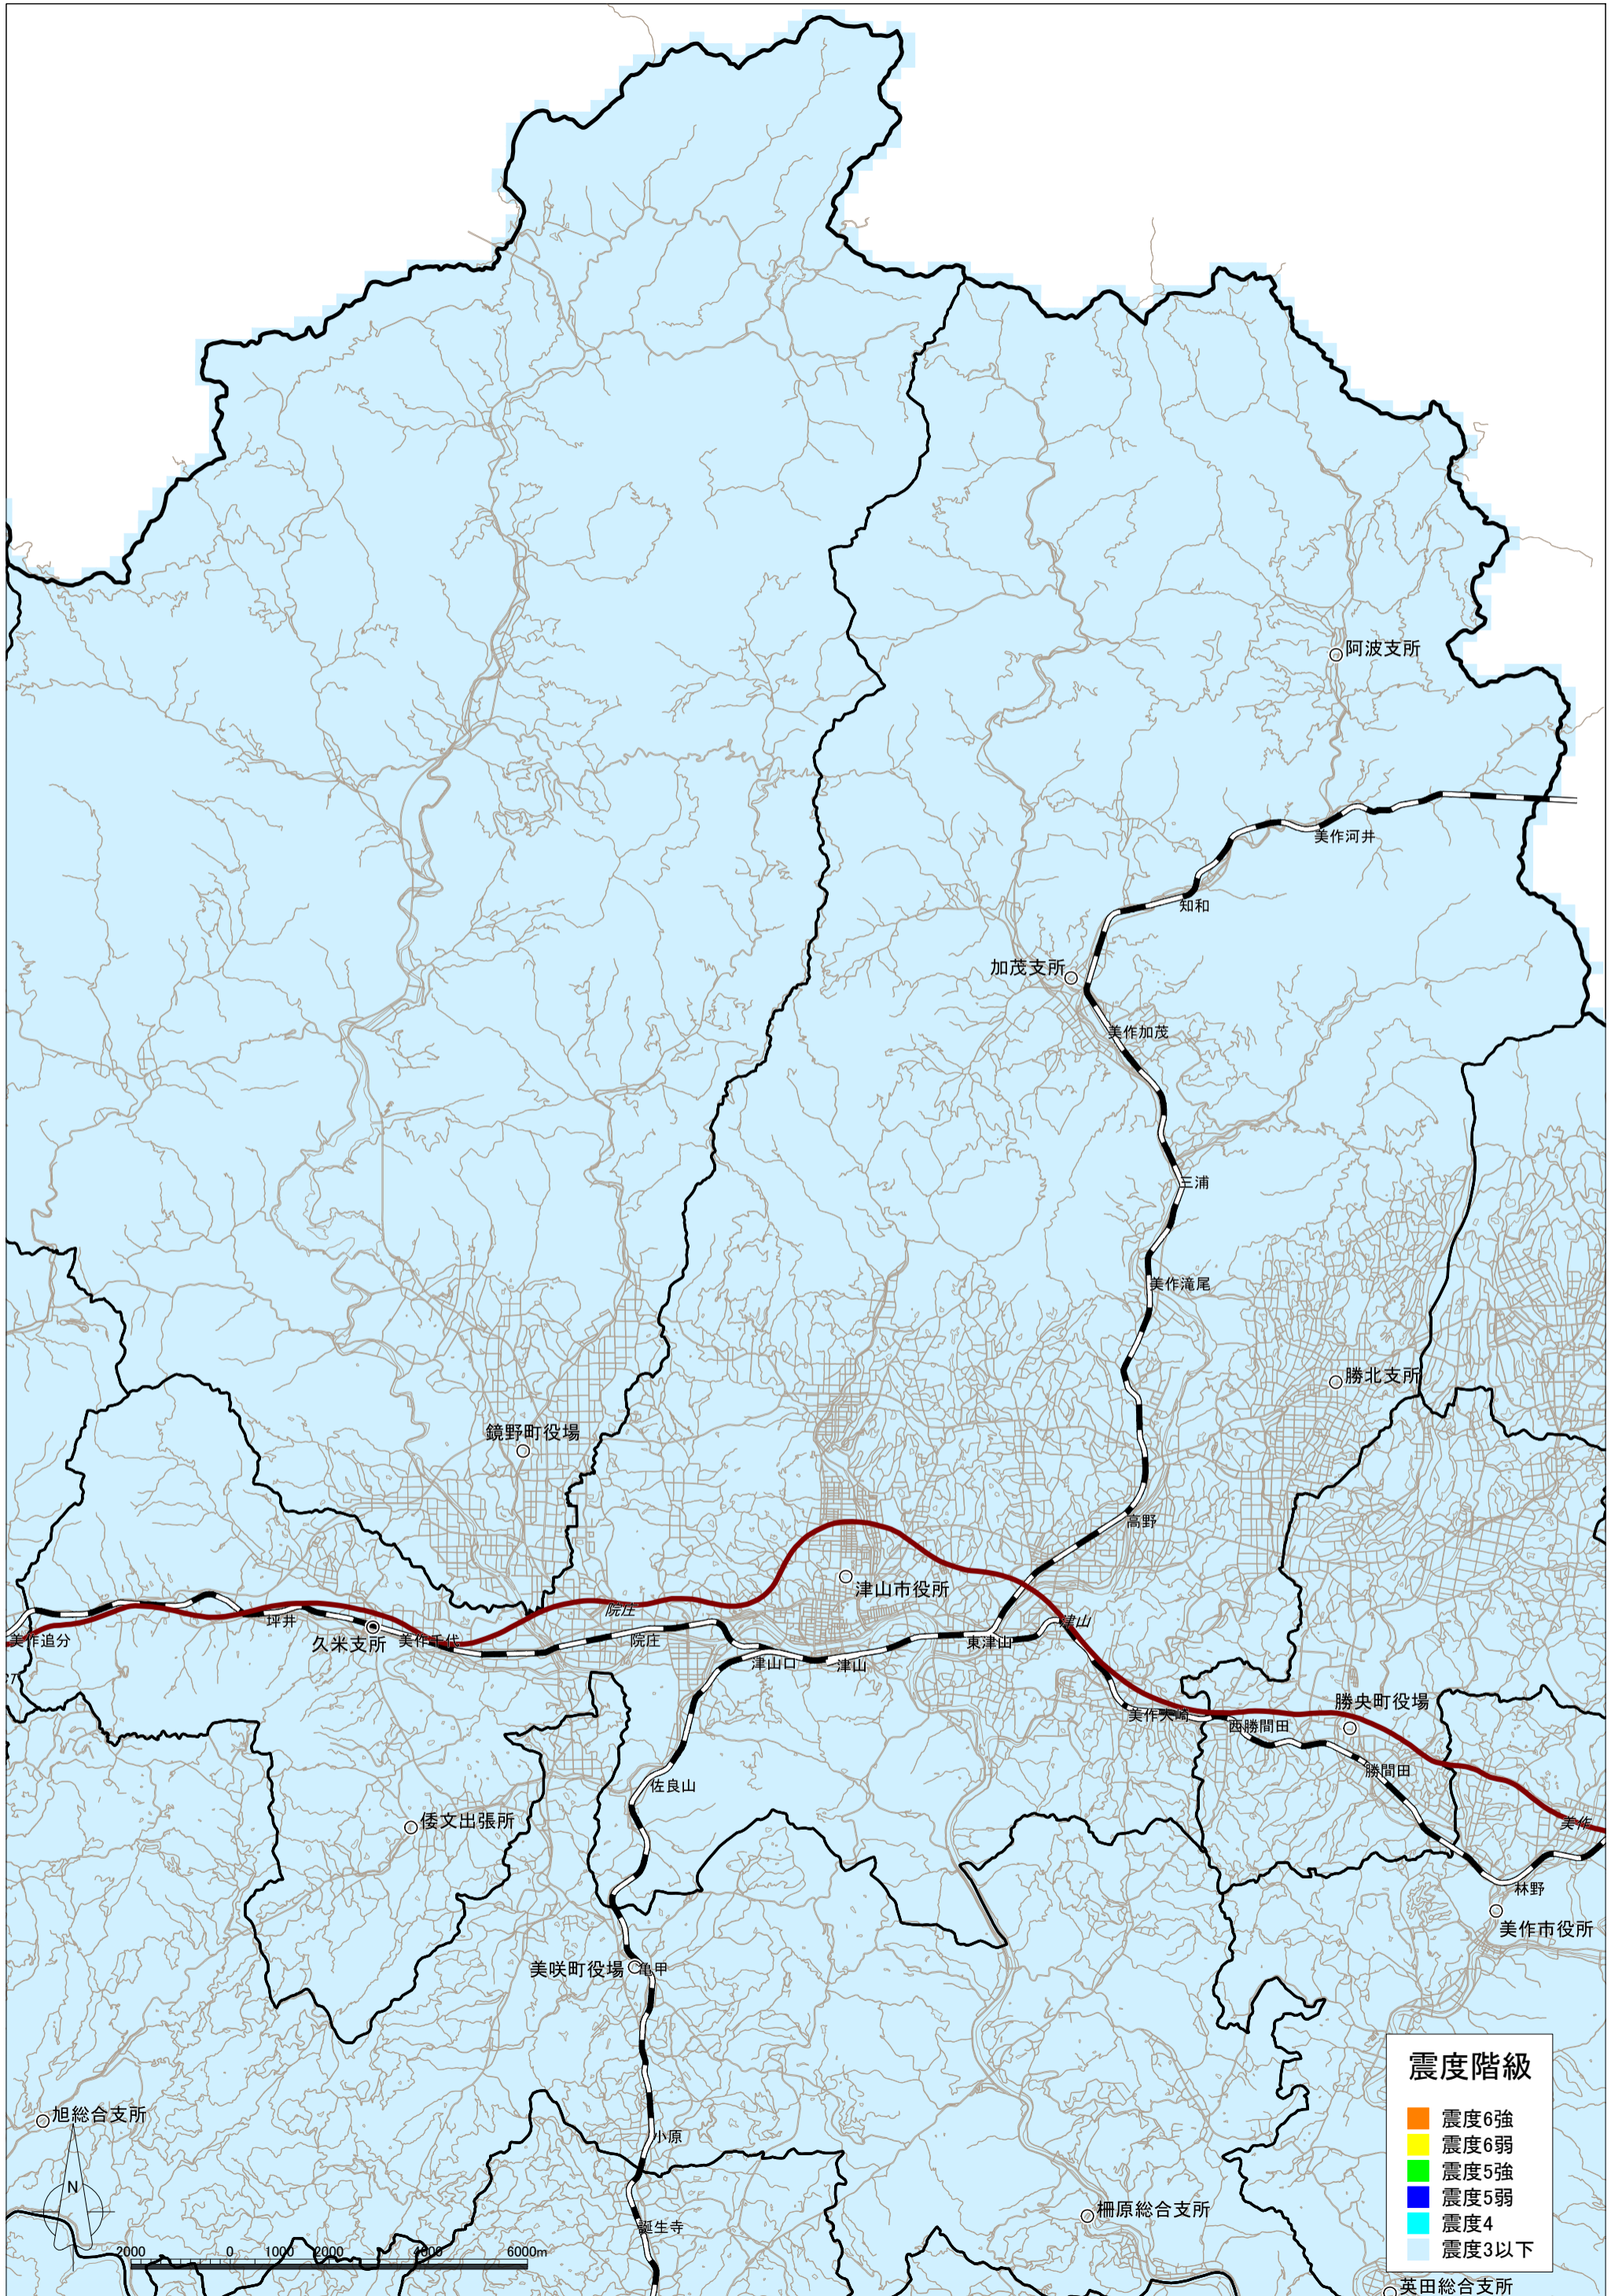 阿波支所
美作河井
知和
加茂支所
美作加茂
三浦
美作滝尾
勝北支所
鏡野町役場
高野
津山市役所
院庄
坪井
久米支所
美作千代
美作追分
院庄
津山口
津山
東津山
津山
美作大崎
西勝間田
勝央町役場
勝間田
佐良山
倭文出張所
美作
林野
美作市役所
美咲町役場
亀甲
旭総合支所
小原
柵原総合支所
誕生寺
英田総合支所
N
2000 0 1000 2000 4000 6000m
震度階級
震度6強
震度6弱
震度5強
震度5弱
震度4
震度3以下